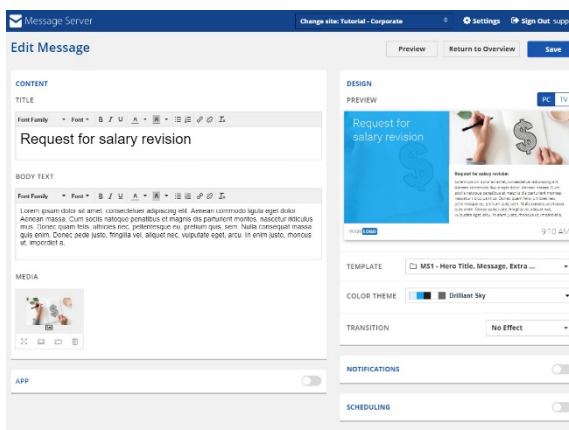 Message Server
Change site: Tutorial - Corporate
Settings
Sign Out
Edit Message
Preview
Return to Overview
Save
CONTENT
TITLE
Font Family Font B I U A A
Request for salary revision
BODY TEXT
Font Family Font B I U A A
Lorem ipsum dolor sit amet, consectetuer adipiscing elit. Aenean commodo ligula eget dolor.
Aenean massa. Cum sociis natoque penatibus et magnis dis parturient montes, nascetur ridiculus
mus. Donec quam felis, ultricies nec, pellentesque eu, pretium quis, sem. Nulla consequat massa
quis enim. Donec pede justo, fringilla vel, aliquet nec, vulputate eget, arcu. In enim justo, rhoncus
ut, imperdiet a,
MEDIA
APP
DESIGN
PREVIEW
PC TV
Request for
salary revision
Request for salary revision
YOUR LOGO
9:10 AM
TEMPLATE
MS1 - Hero Title, Message, Extra ...
COLOR THEME
Brilliant Sky
TRANSITION
No Effect
NOTIFICATIONS
SCHEDULING